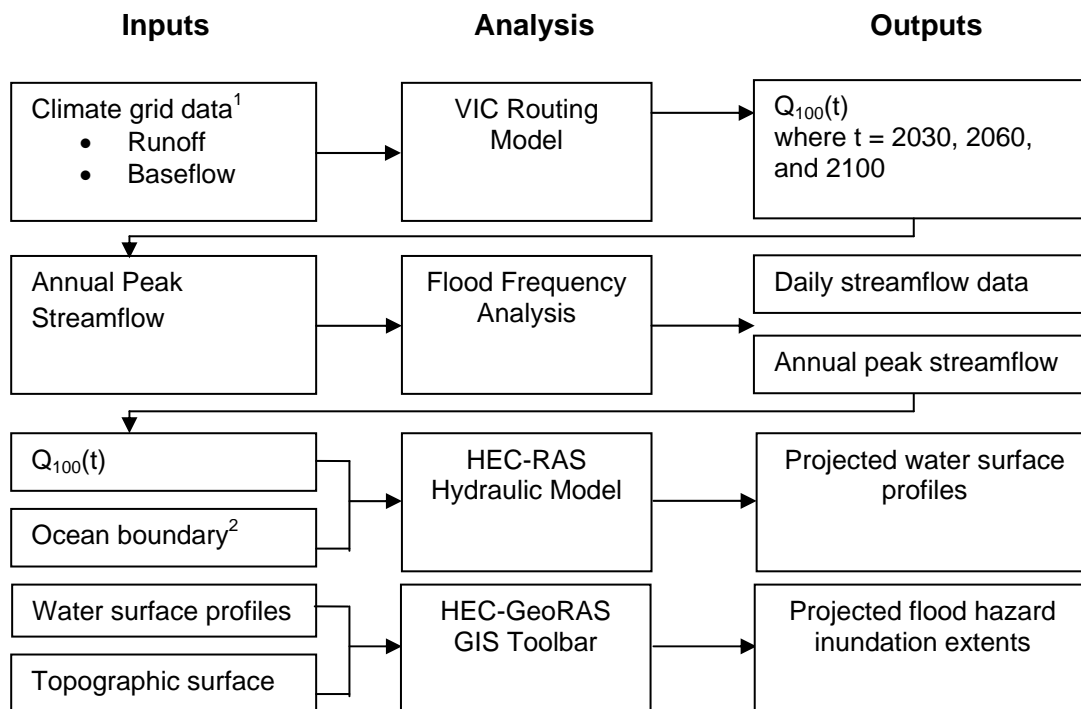 Inputs
Analysis
Outputs
Climate grid data¹
• Runoff
• Baseflow
VIC Routing
Model
Q₁₀₀(t)
where t = 2030, 2060,
and 2100
Annual Peak
Streamflow
Flood Frequency
Analysis
Daily streamflow data
Annual peak streamflow
Q₁₀₀(t)
Ocean boundary²
HEC-RAS
Hydraulic Model
Projected water surface
profiles
Water surface profiles
Topographic surface
HEC-GeoRAS
GIS Toolbar
Projected flood hazard
inundation extents